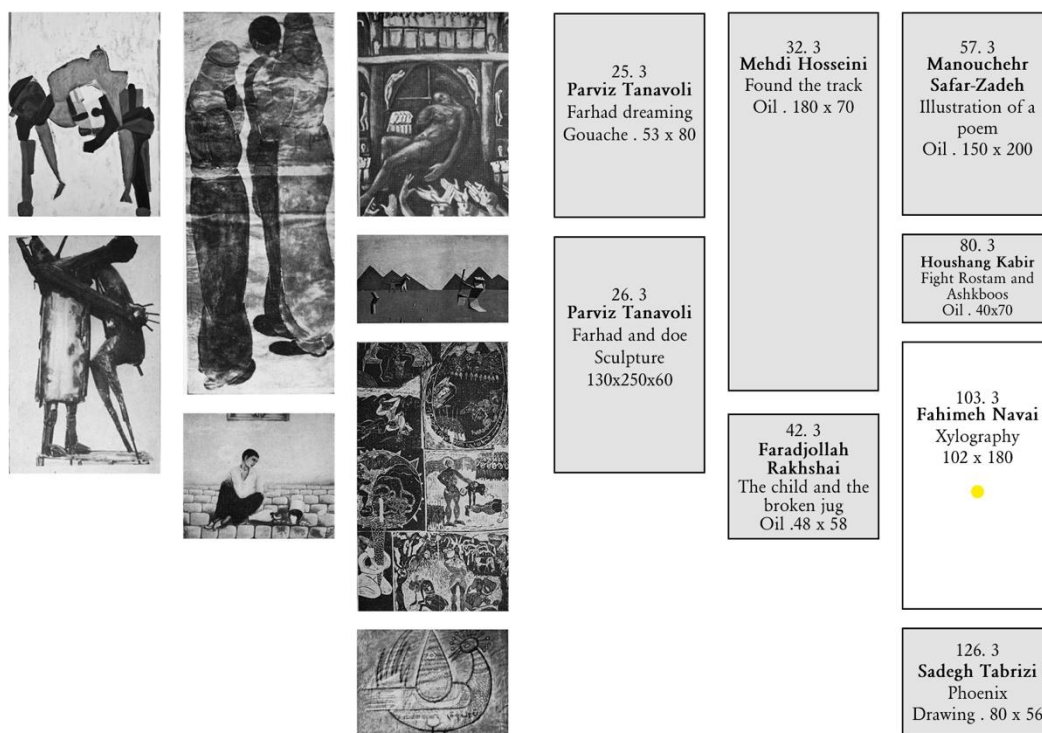 25. 3
Parviz Tanavoli
Farhad dreaming
Gouache . 53 x 80
26. 3
Parviz Tanavoli
Farhad and doe
Sculpture
130x250x60
32. 3
Mehdi Hosseini
Found the track
Oil . 180 x 70
42. 3
Faradjollah
Rakhshai
The child and the
broken jug
Oil .48 x 58
57. 3
Manouchehr
Safar-Zadeh
Illustration of a
poem
Oil . 150 x 200
80. 3
Houshang Kabir
Fight Rostam and
Ashkboos
Oil . 40x70
103. 3
Fahimeh Navai
Xylography
102 x 180
126. 3
Sadegh Tabrizi
Phoenix
Drawing . 80 x 56